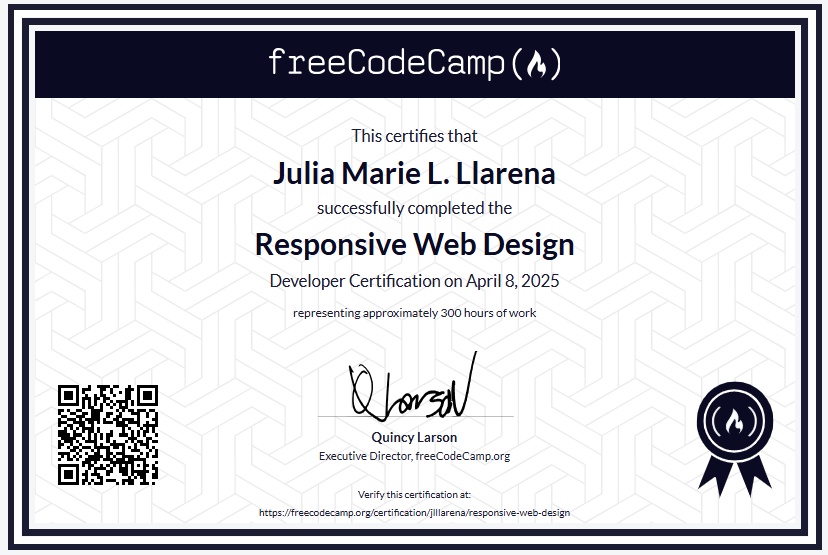 freeCodeCamp
This certifies that
Julia Marie L. Llarena
successfully completed the
Responsive Web Design
Developer Certification on April 8, 2025
representing approximately 300 hours of work
QLarson
Quincy Larson
Executive Director, freeCodeCamp.org
Verify this certification at:
https://freecodecamp.org/certification/jlllarena/responsive-web-design